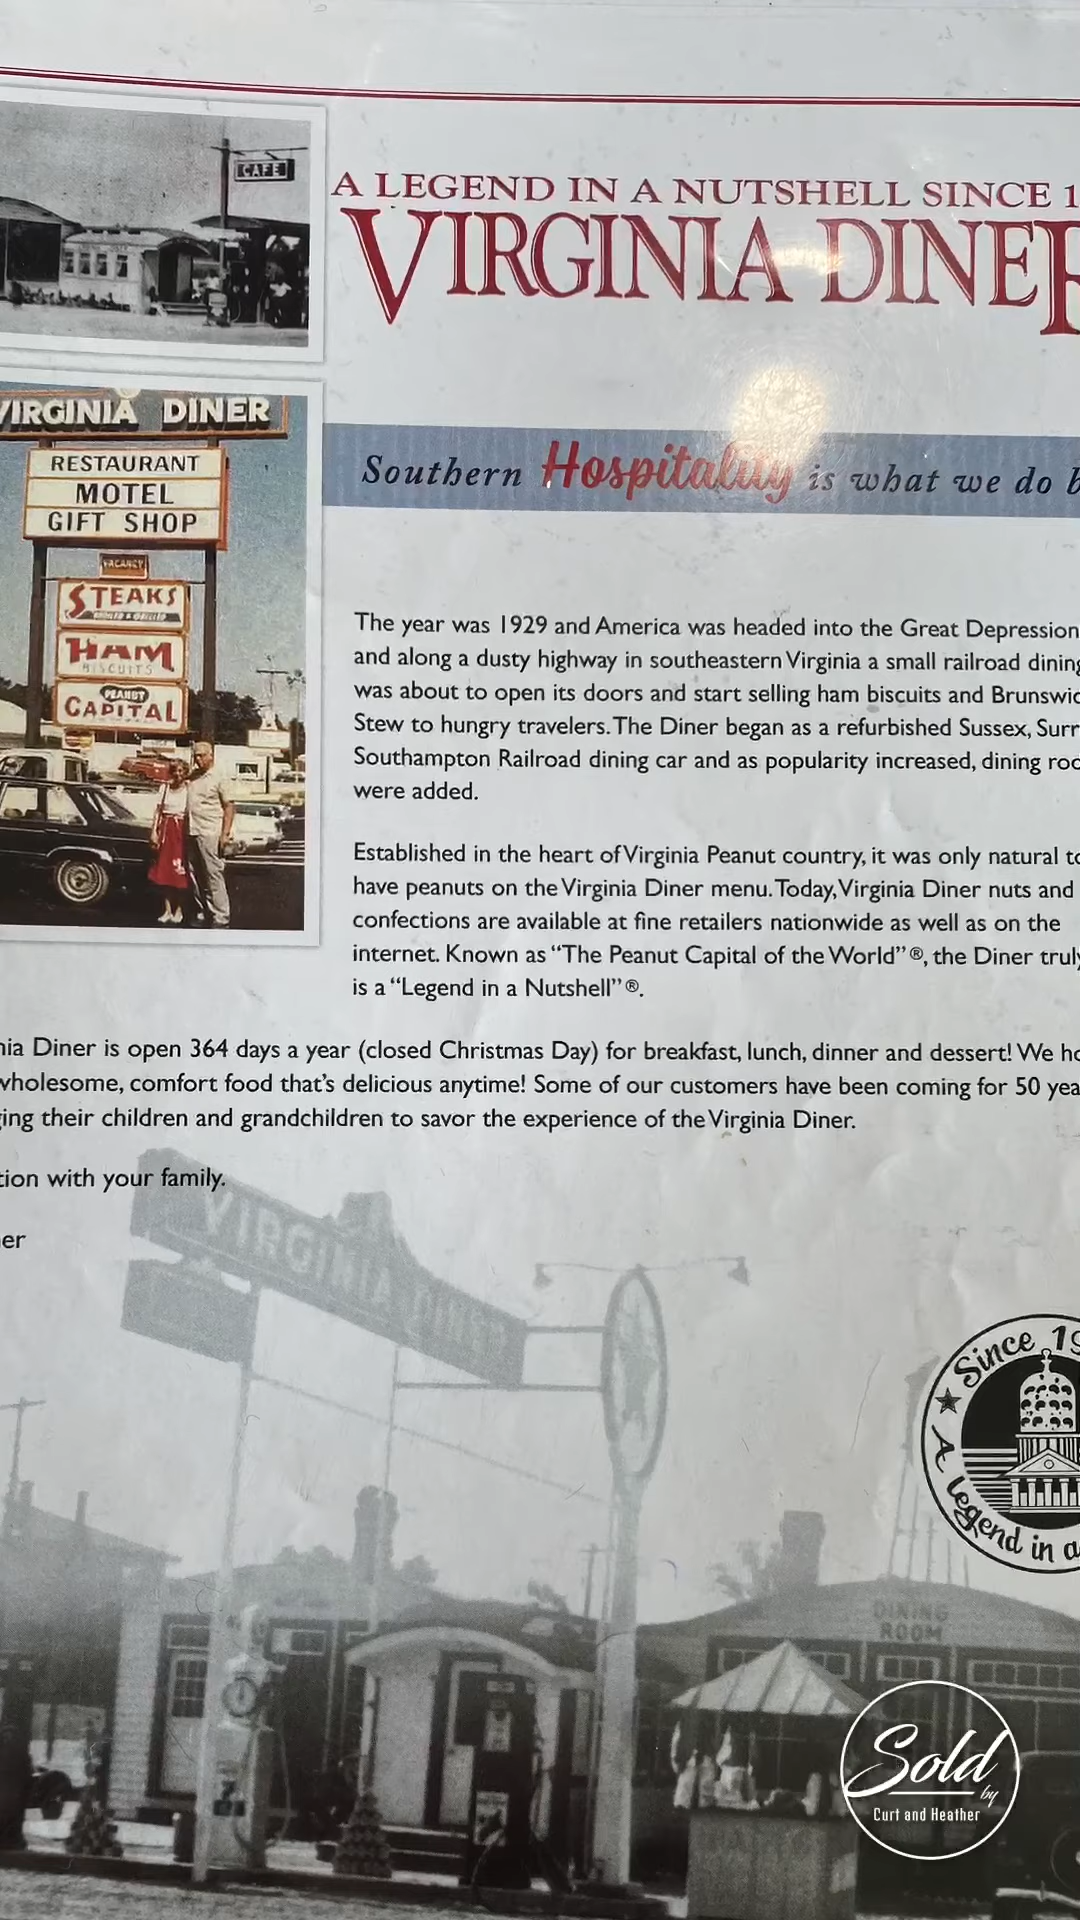 CAFE
A LEGEND IN A NUTSHELL SINCE 1
VIRGINIA DINER
VIRGINIA DINER
RESTAURANT
MOTEL
GIFT SHOP
VACANCY
STEAKS
HAM
BISCUITS
PEANUT
CAPITAL
Southern Hospitality is what we do b
The year was 1929 and America was headed into the Great Depression
and along a dusty highway in southeastern Virginia a small railroad dining
was about to open its doors and start selling ham biscuits and Brunswic
Stew to hungry travelers. The Diner began as a refurbished Sussex, Surr
Southampton Railroad dining car and as popularity increased, dining roo
were added.
Established in the heart of Virginia Peanut country, it was only natural to
have peanuts on the Virginia Diner menu. Today, Virginia Diner nuts and
confections are available at fine retailers nationwide as well as on the
internet. Known as “The Peanut Capital of the World”®, the Diner truly
is a “Legend in a Nutshell”®.
nia Diner is open 364 days a year (closed Christmas Day) for breakfast, lunch, dinner and dessert! We ho
wholesome, comfort food that’s delicious anytime! Some of our customers have been coming for 50 yea
ging their children and grandchildren to savor the experience of the Virginia Diner.
tion with your family.
er
VIRGINIA DINER
Since 19
A legend in a
DINING
ROOM
Sold
by
Curt and Heather